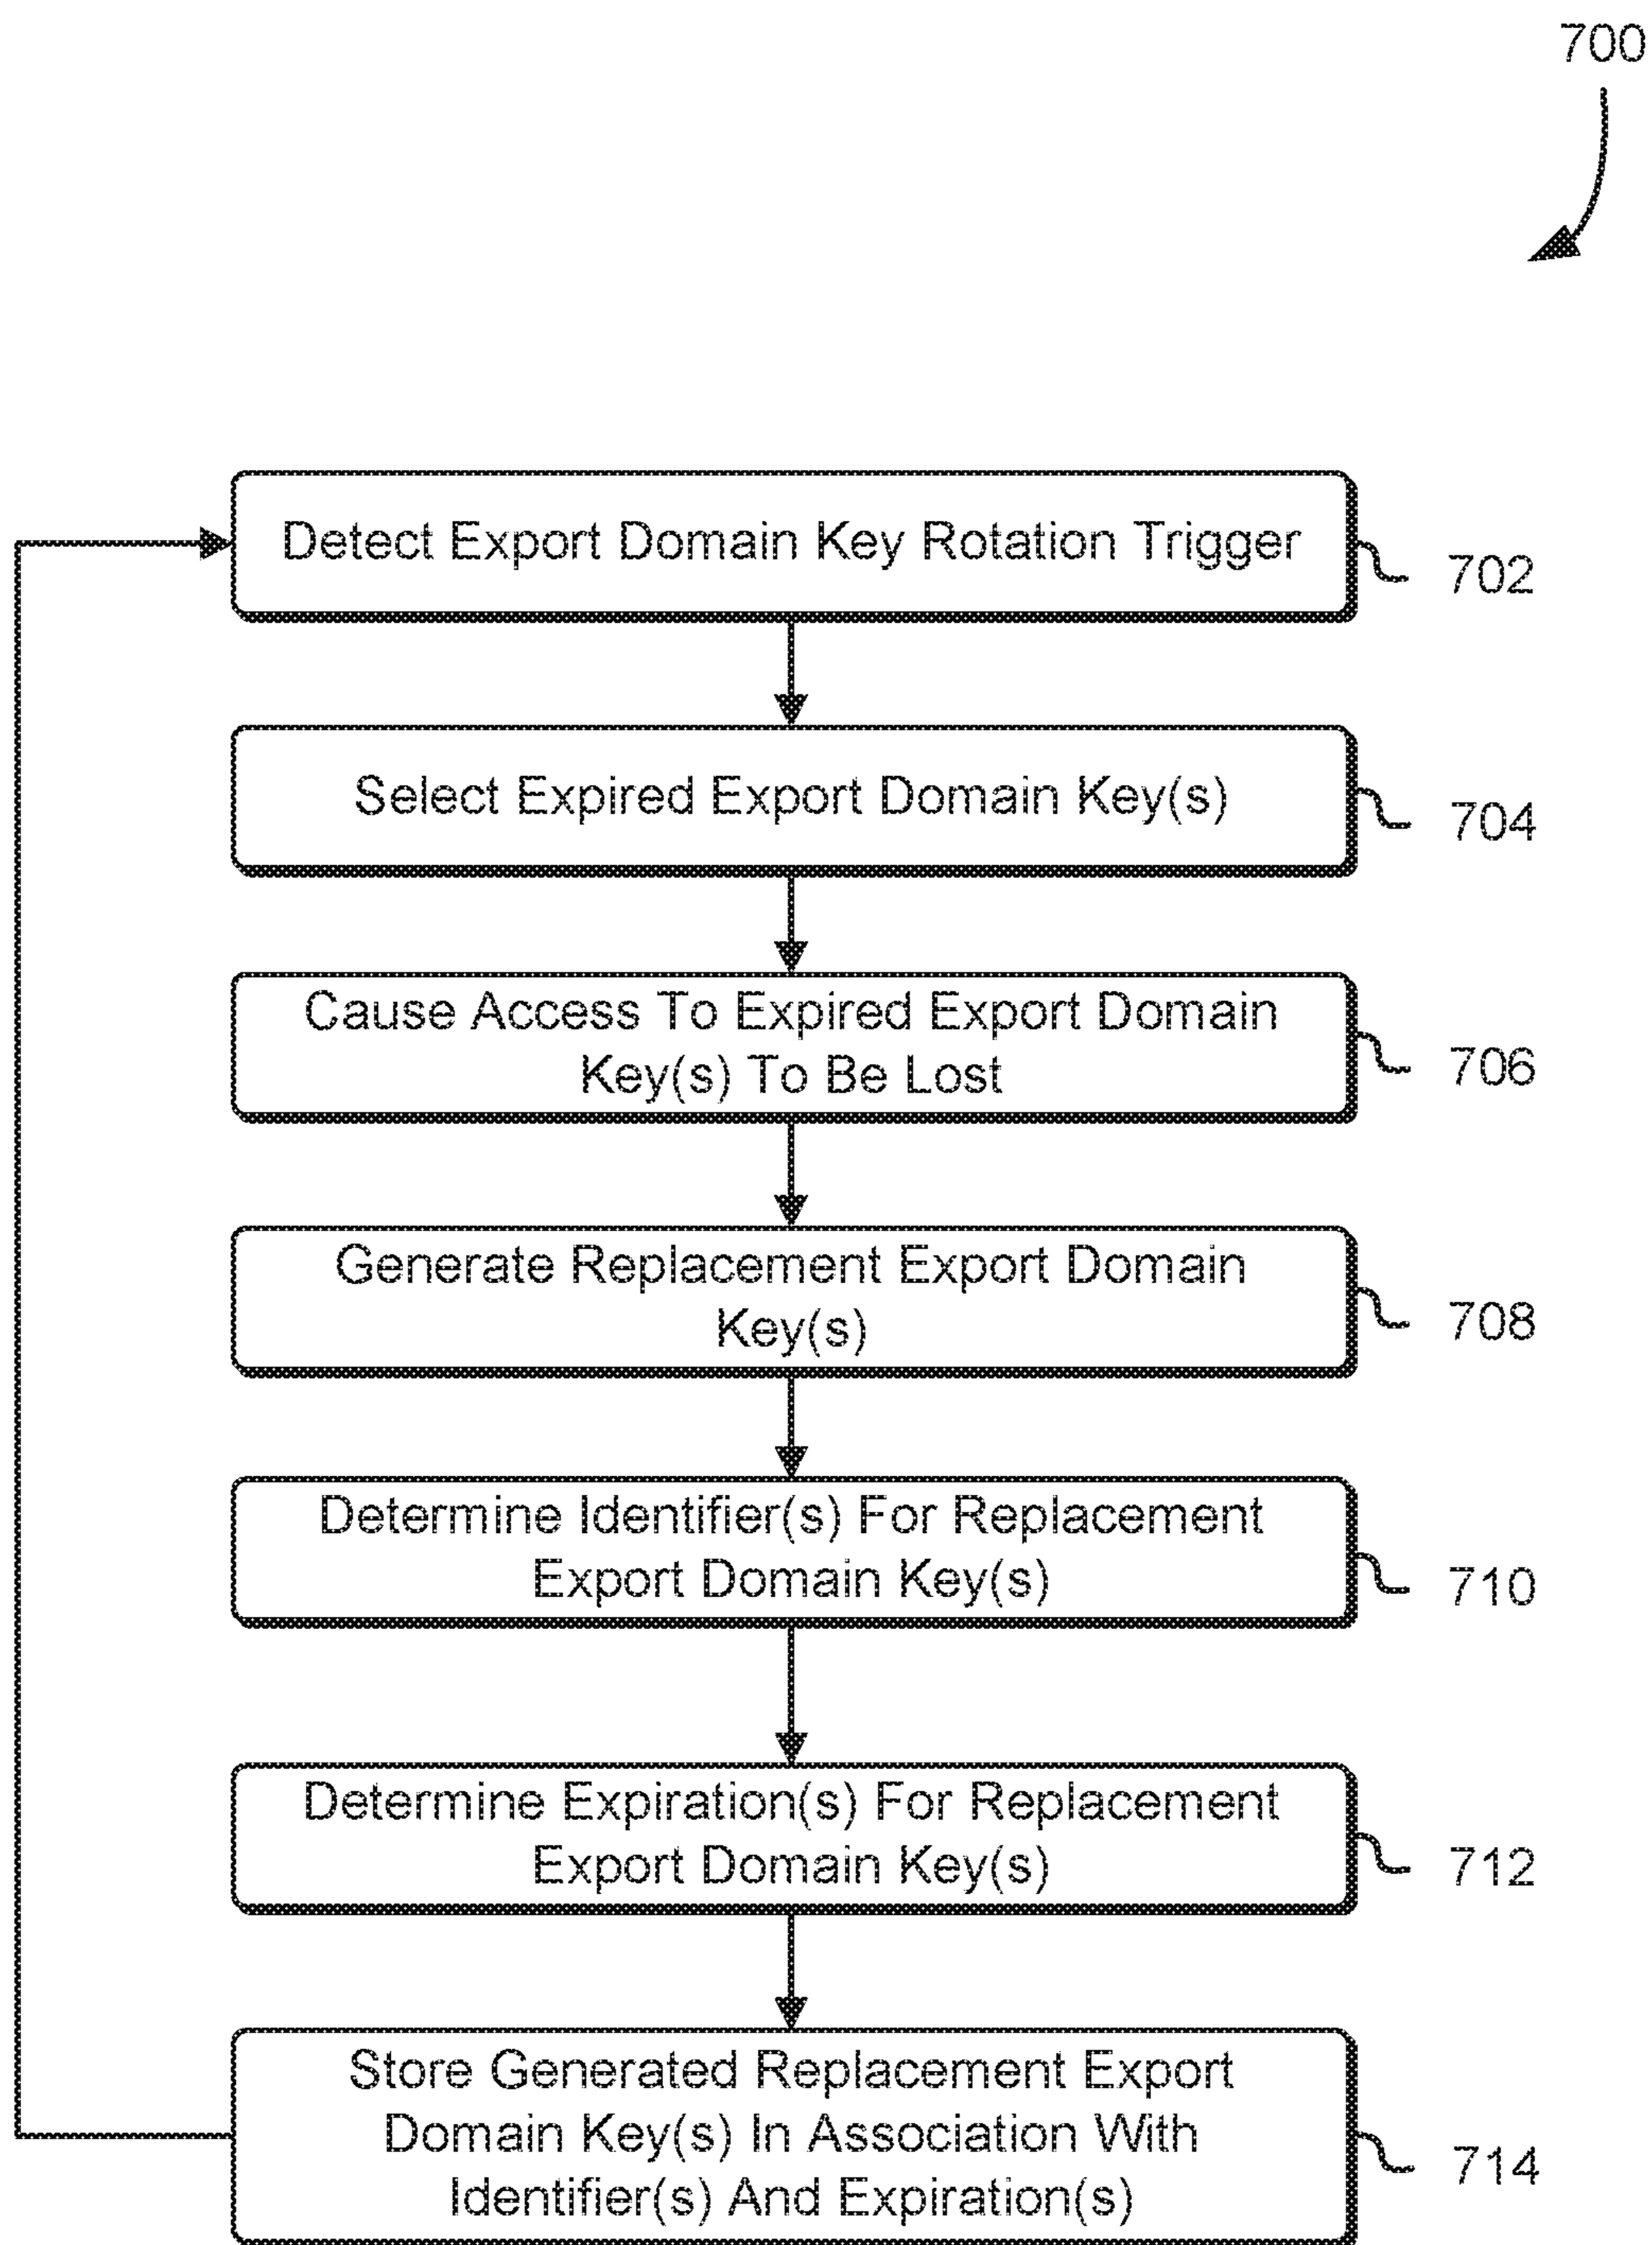 700
Detect Export Domain Key Rotation Trigger
702
Select Expired Export Domain Key(s)
704
Cause Access To Expired Export Domain
Key(s) To Be Lost
706
Generate Replacement Export Domain
Key(s)
708
Determine Identifier(s) For Replacement
Export Domain Key(s)
710
Determine Expiration(s) For Replacement
Export Domain Key(s)
712
Store Generated Replacement Export
Domain Key(s) In Association With
Identifier(s) And Expiration(s)
714